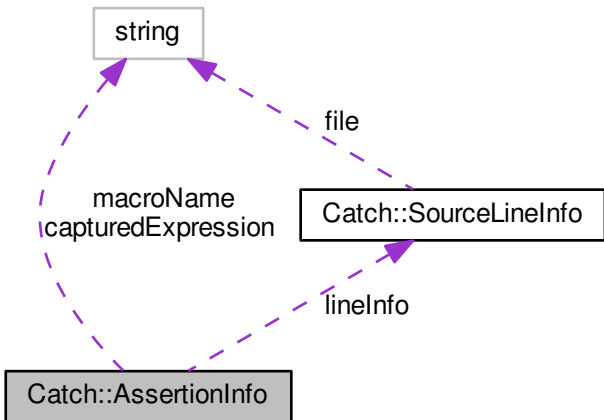 string
file
macroName
capturedExpression
Catch::SourceLineInfo
lineInfo
Catch::AssertionInfo